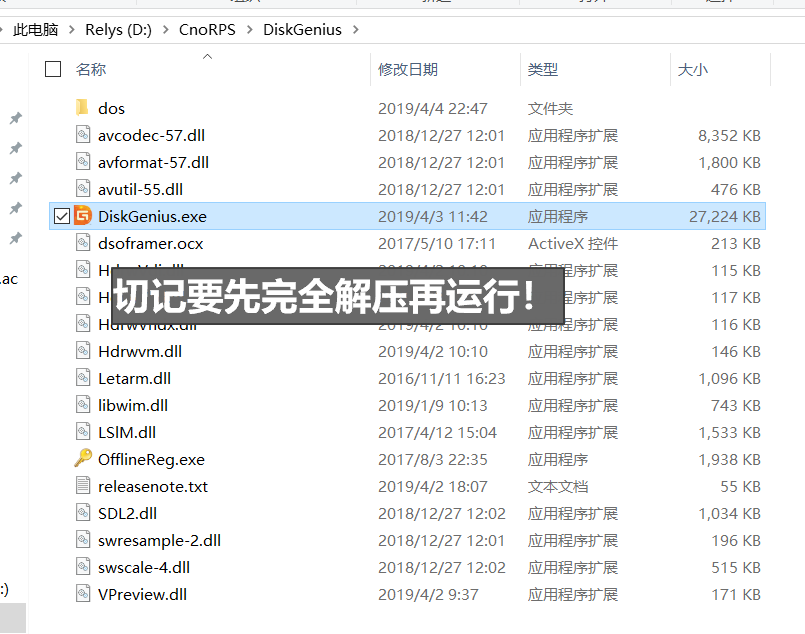 此电脑 > Relys (D:) > CnoRPS > DiskGenius >
名称 修改日期 类型 大小
dos 2019/4/4 22:47 文件夹
avcodec-57.dll 2018/12/27 12:01 应用程序扩展 8,352 KB
avformat-57.dll 2018/12/27 12:01 应用程序扩展 1,800 KB
avutil-55.dll 2018/12/27 12:01 应用程序扩展 476 KB
DiskGenius.exe 2019/4/3 11:42 应用程序 27,224 KB
dsoframer.ocx 2017/5/10 17:11 ActiveX 控件 213 KB
应用程序扩展 115 KB
.ac
切记要先完全解压再运行！
117 KB
2019/4/2 10:10 应用程序扩展 116 KB
Hdrwvm.dll 2019/4/2 10:10 应用程序扩展 146 KB
Letarm.dll 2016/11/11 16:23 应用程序扩展 1,096 KB
libwim.dll 2019/1/9 10:13 应用程序扩展 743 KB
LSIM.dll 2017/4/12 15:04 应用程序扩展 1,533 KB
OfflineReg.exe 2017/8/3 22:35 应用程序 1,938 KB
releasenote.txt 2019/4/2 18:07 文本文档 55 KB
SDL2.dll 2018/12/27 12:02 应用程序扩展 1,034 KB
swresample-2.dll 2018/12/27 12:01 应用程序扩展 196 KB
swscale-4.dll 2018/12/27 12:02 应用程序扩展 515 KB
:)
VPreview.dll 2019/4/2 9:37 应用程序扩展 171 KB